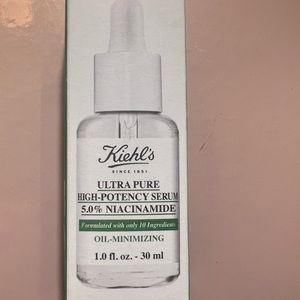 Kiehl's
SINCE 1851
ULTRA PURE
HIGH-POTENCY SERUM
5.0% NIACINAMIDE
Formulated with only 10 Ingredients
OIL-MINIMIZING
1.0 fl. oz. - 30 ml